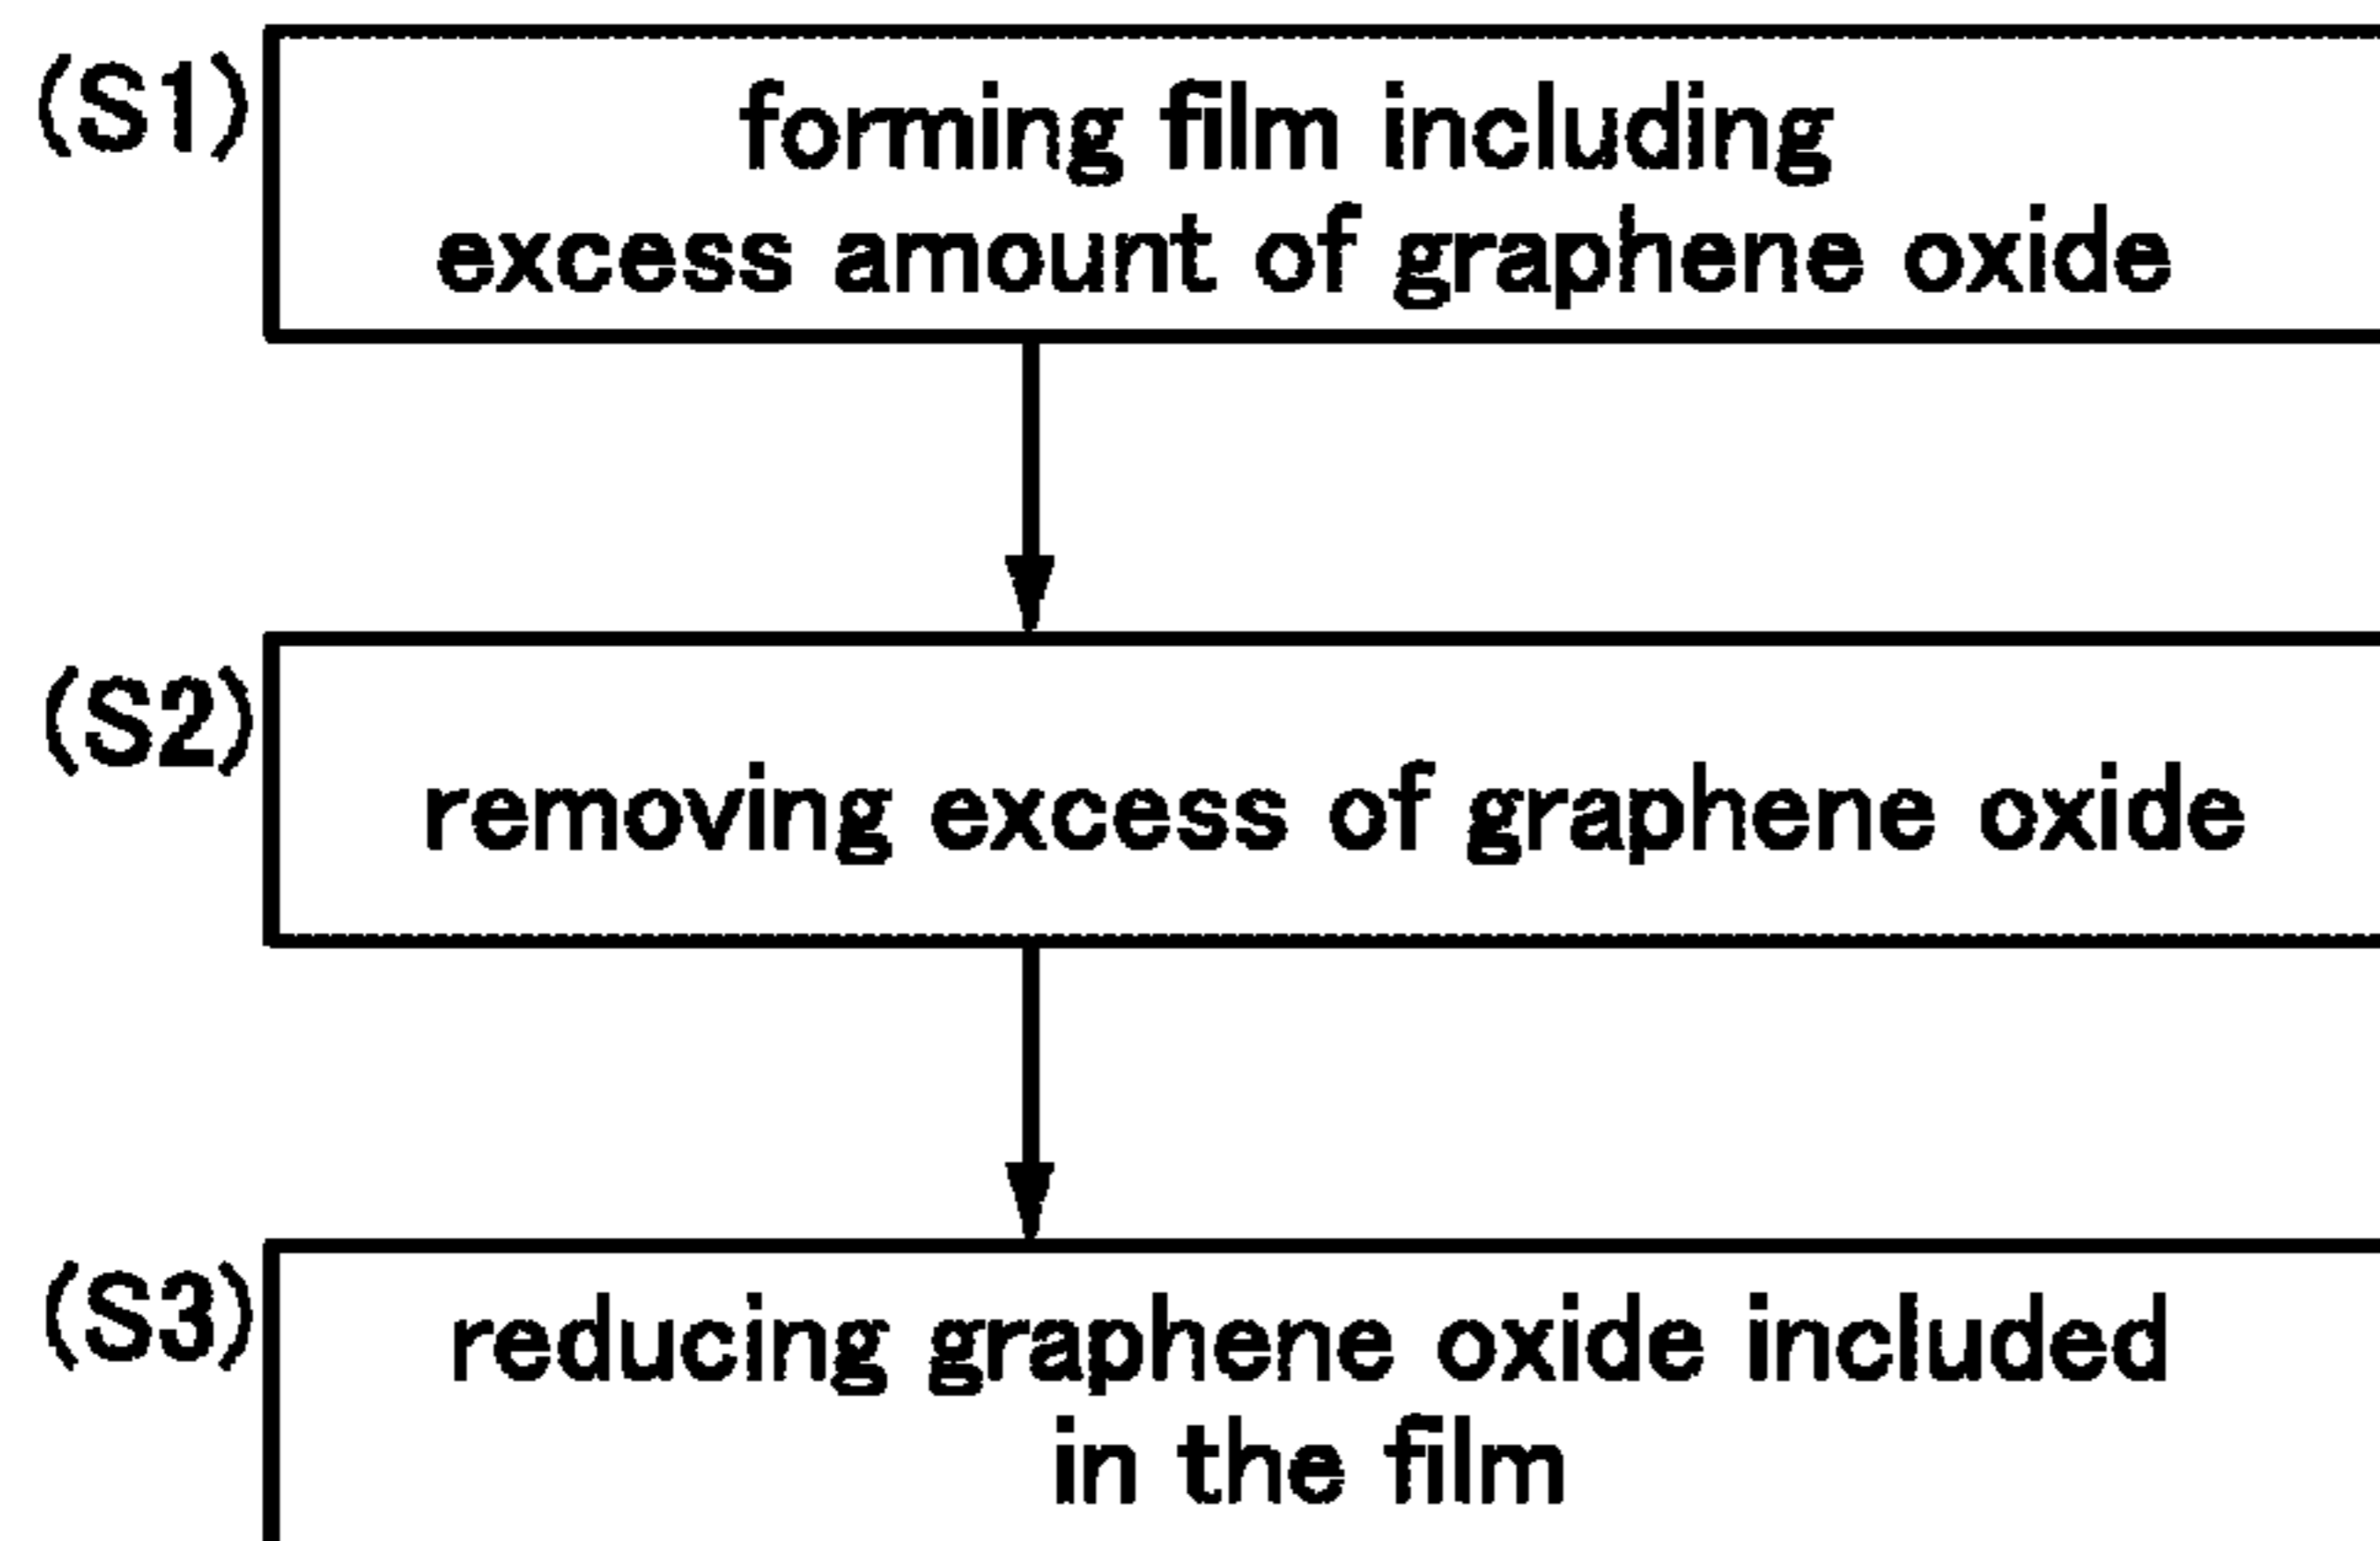 (S1)
forming film including
excess amount of graphene oxide
(S2)
removing excess of graphene oxide
(S3)
reducing graphene oxide included
in the film